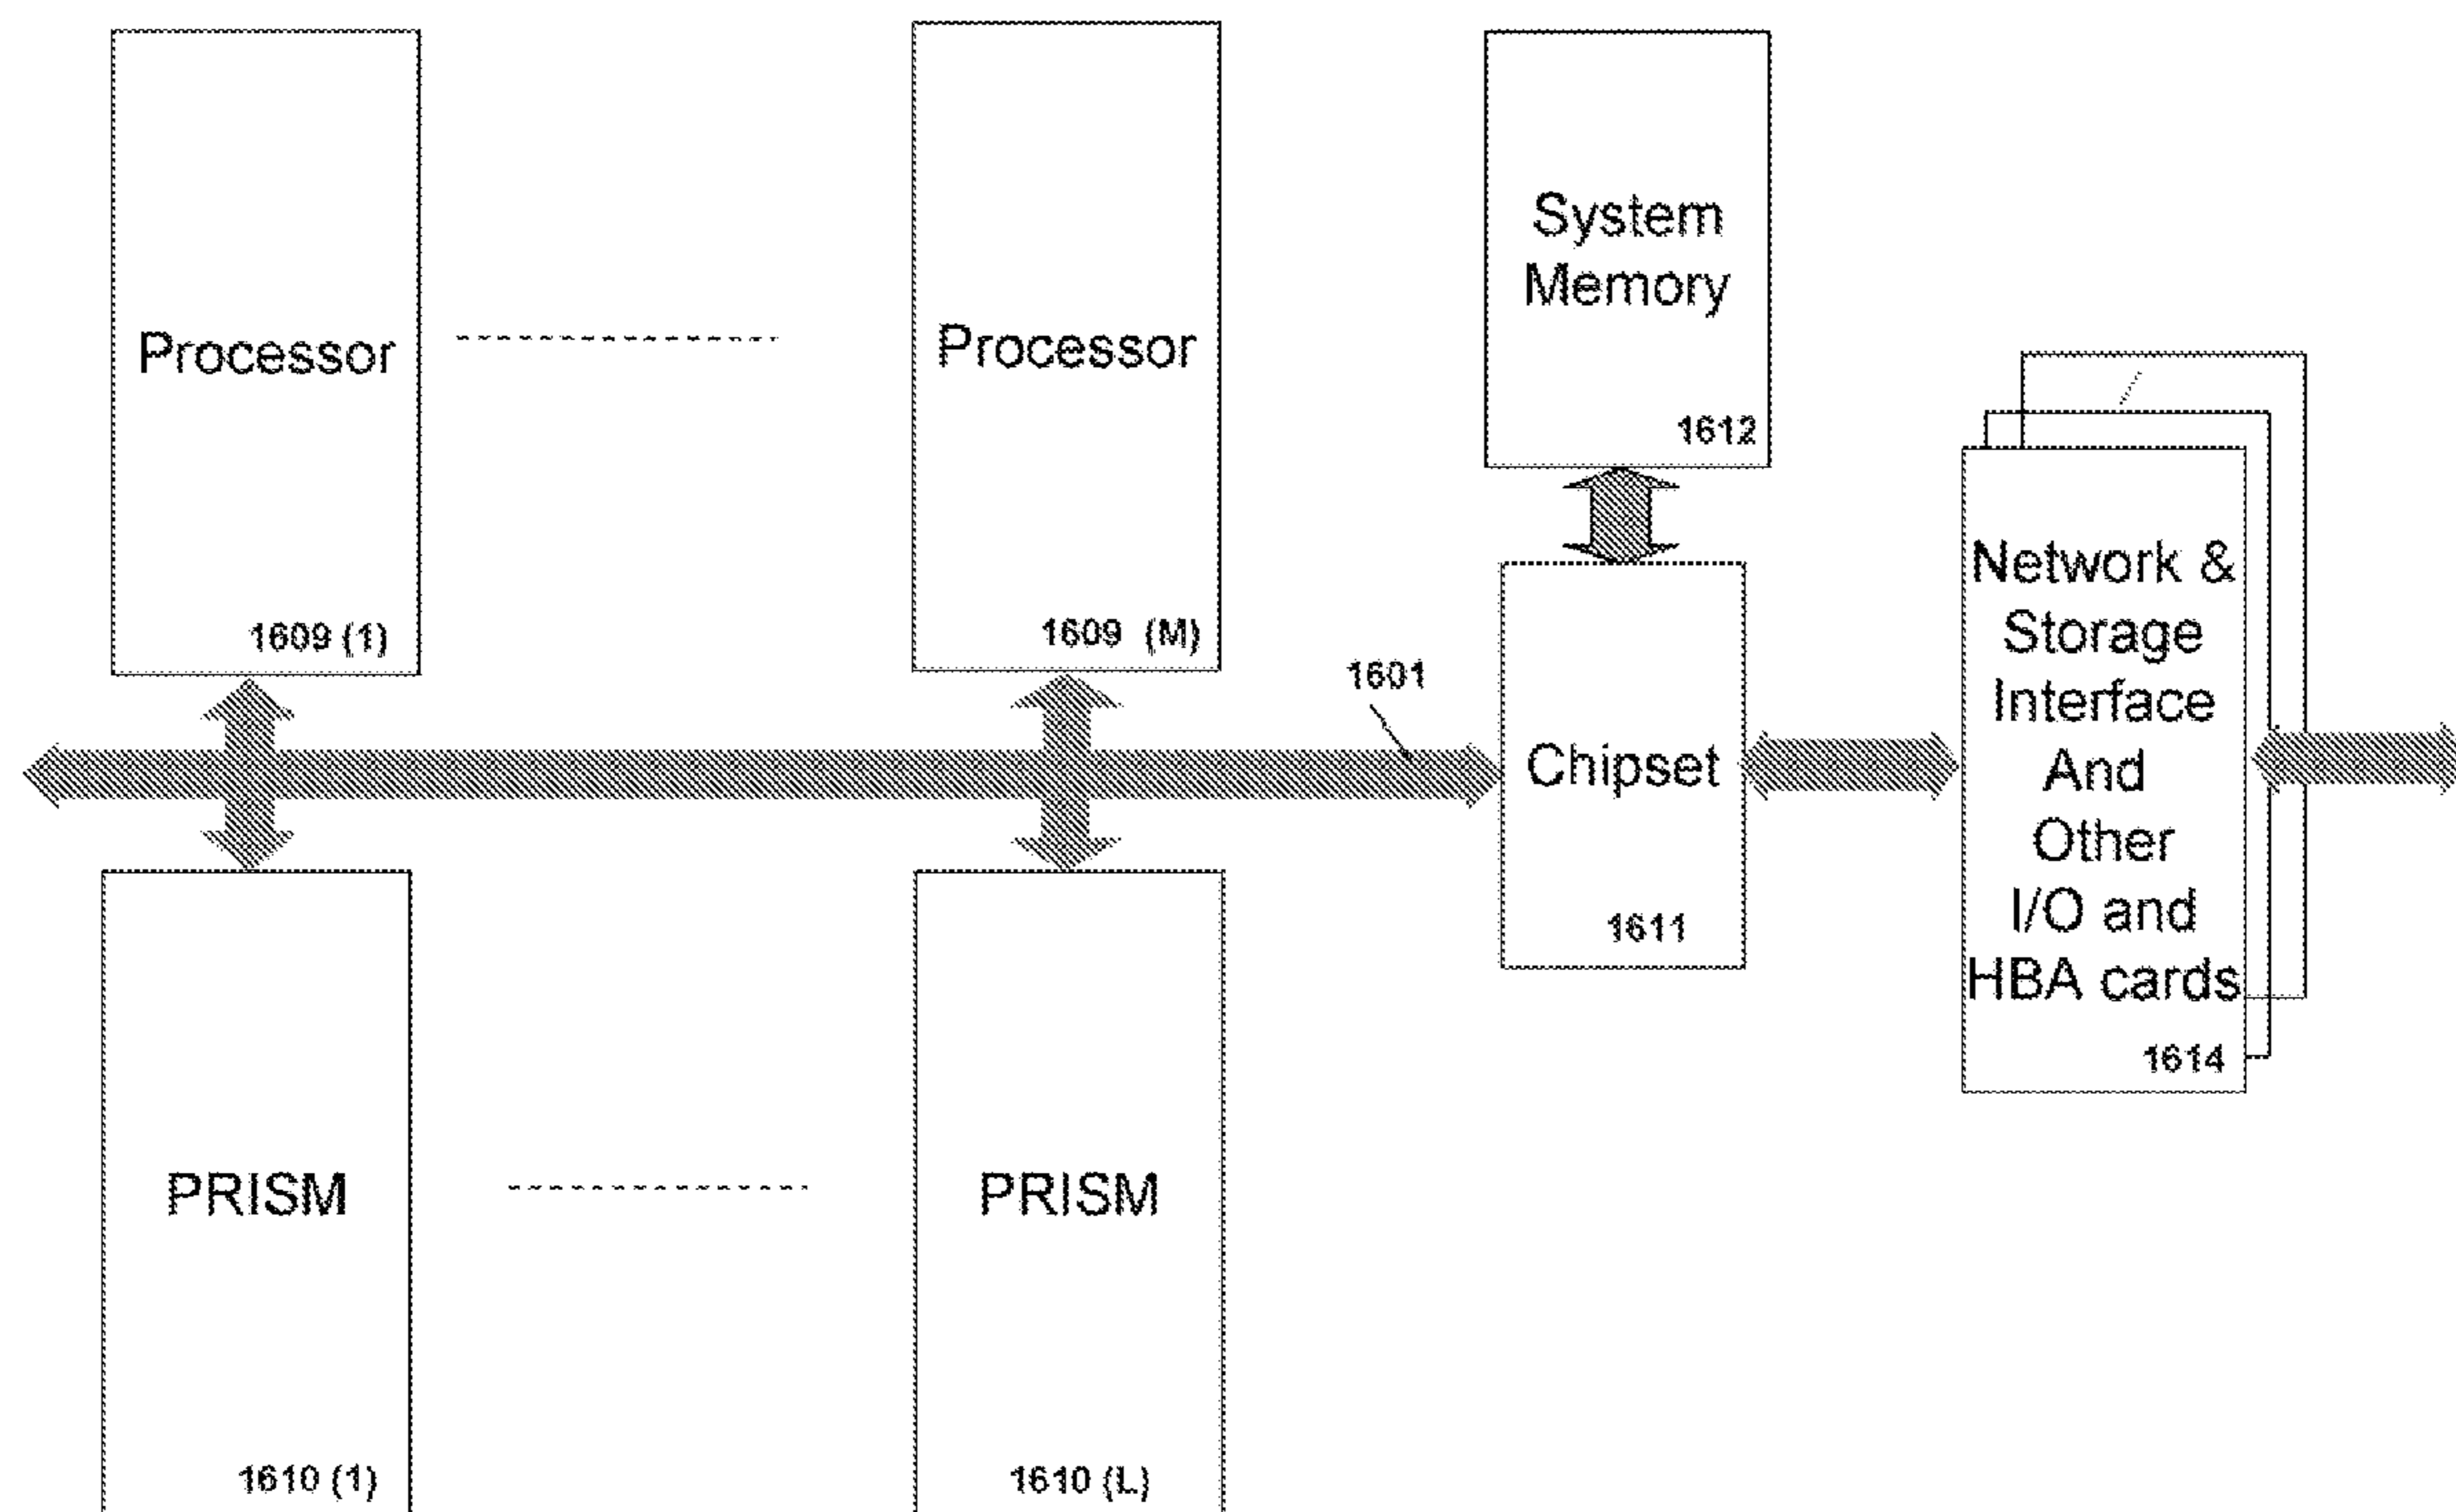 Processor
1609 (1)
Processor
1609 (M)
System
Memory
1612
1601
Chipset
1611
Network &
Storage
Interface
And
Other
I/O and
HBA cards
1614
PRISM
1610 (1)
PRISM
1610 (L)